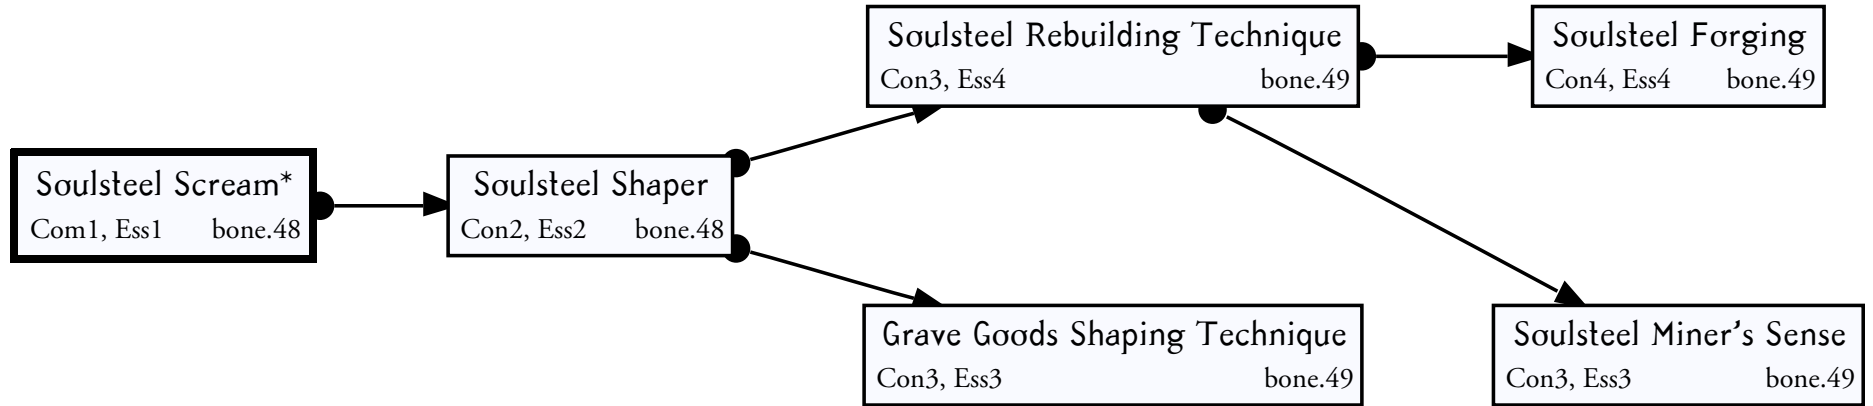 Soulsteel Rebuilding Technique
Con3, Ess4 bone.49
Soulsteel Forging
Con4, Ess4 bone.49
Soulsteel Scream*
Com1, Ess1 bone.48
Soulsteel Shaper
Con2, Ess2 bone.48
Grave Goods Shaping Technique
Con3, Ess3 bone.49
Soulsteel Miner's Sense
Con3, Ess3 bone.49